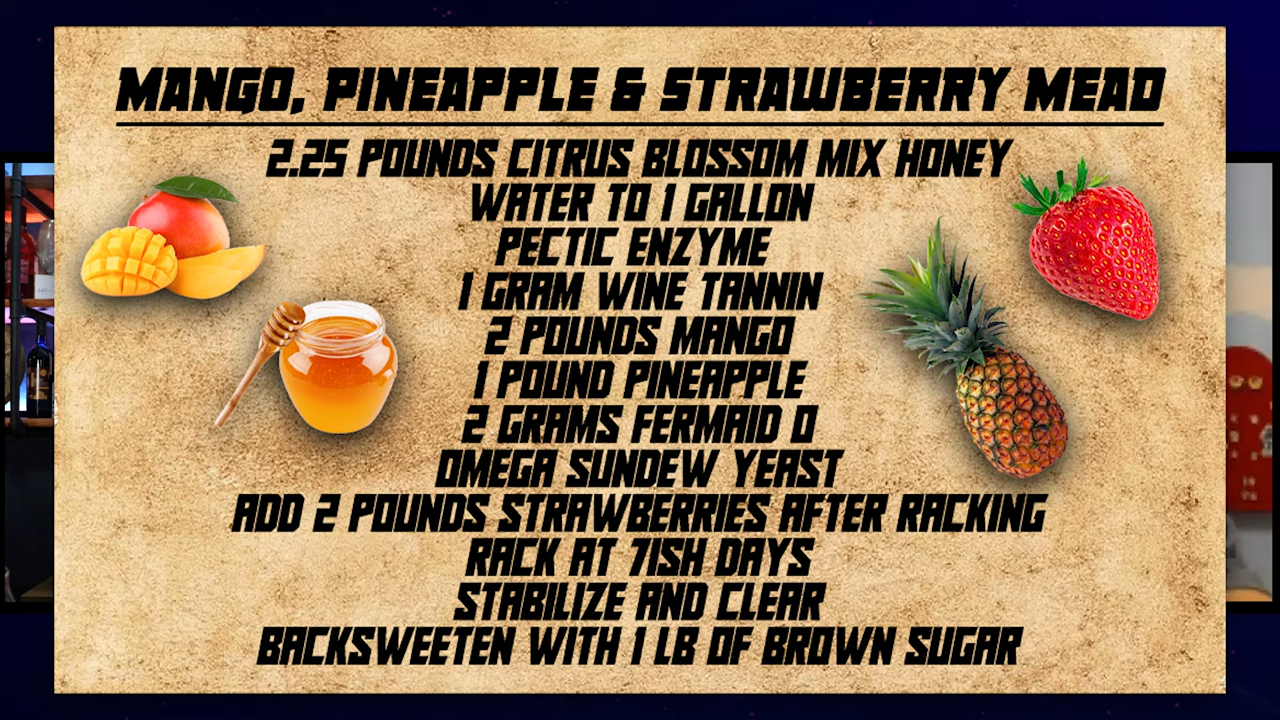 MANGO, PINEAPPLE & STRAWBERRY MEAD
2.25 POUNDS CITRUS BLOSSOM MIX HONEY
WATER TO 1 GALLON
PECTIC ENZYME
1 GRAM WINE TANNIN
2 POUNDS MANGO
1 POUND PINEAPPLE
2 GRAMS FERMAID O
OMEGA SUNDEW YEAST
ADD 2 POUNDS STRAWBERRIES AFTER RACKING
RACK AT 7ISH DAYS
STABILIZE AND CLEAR
BACKSWEETEN WITH 1 LB OF BROWN SUGAR